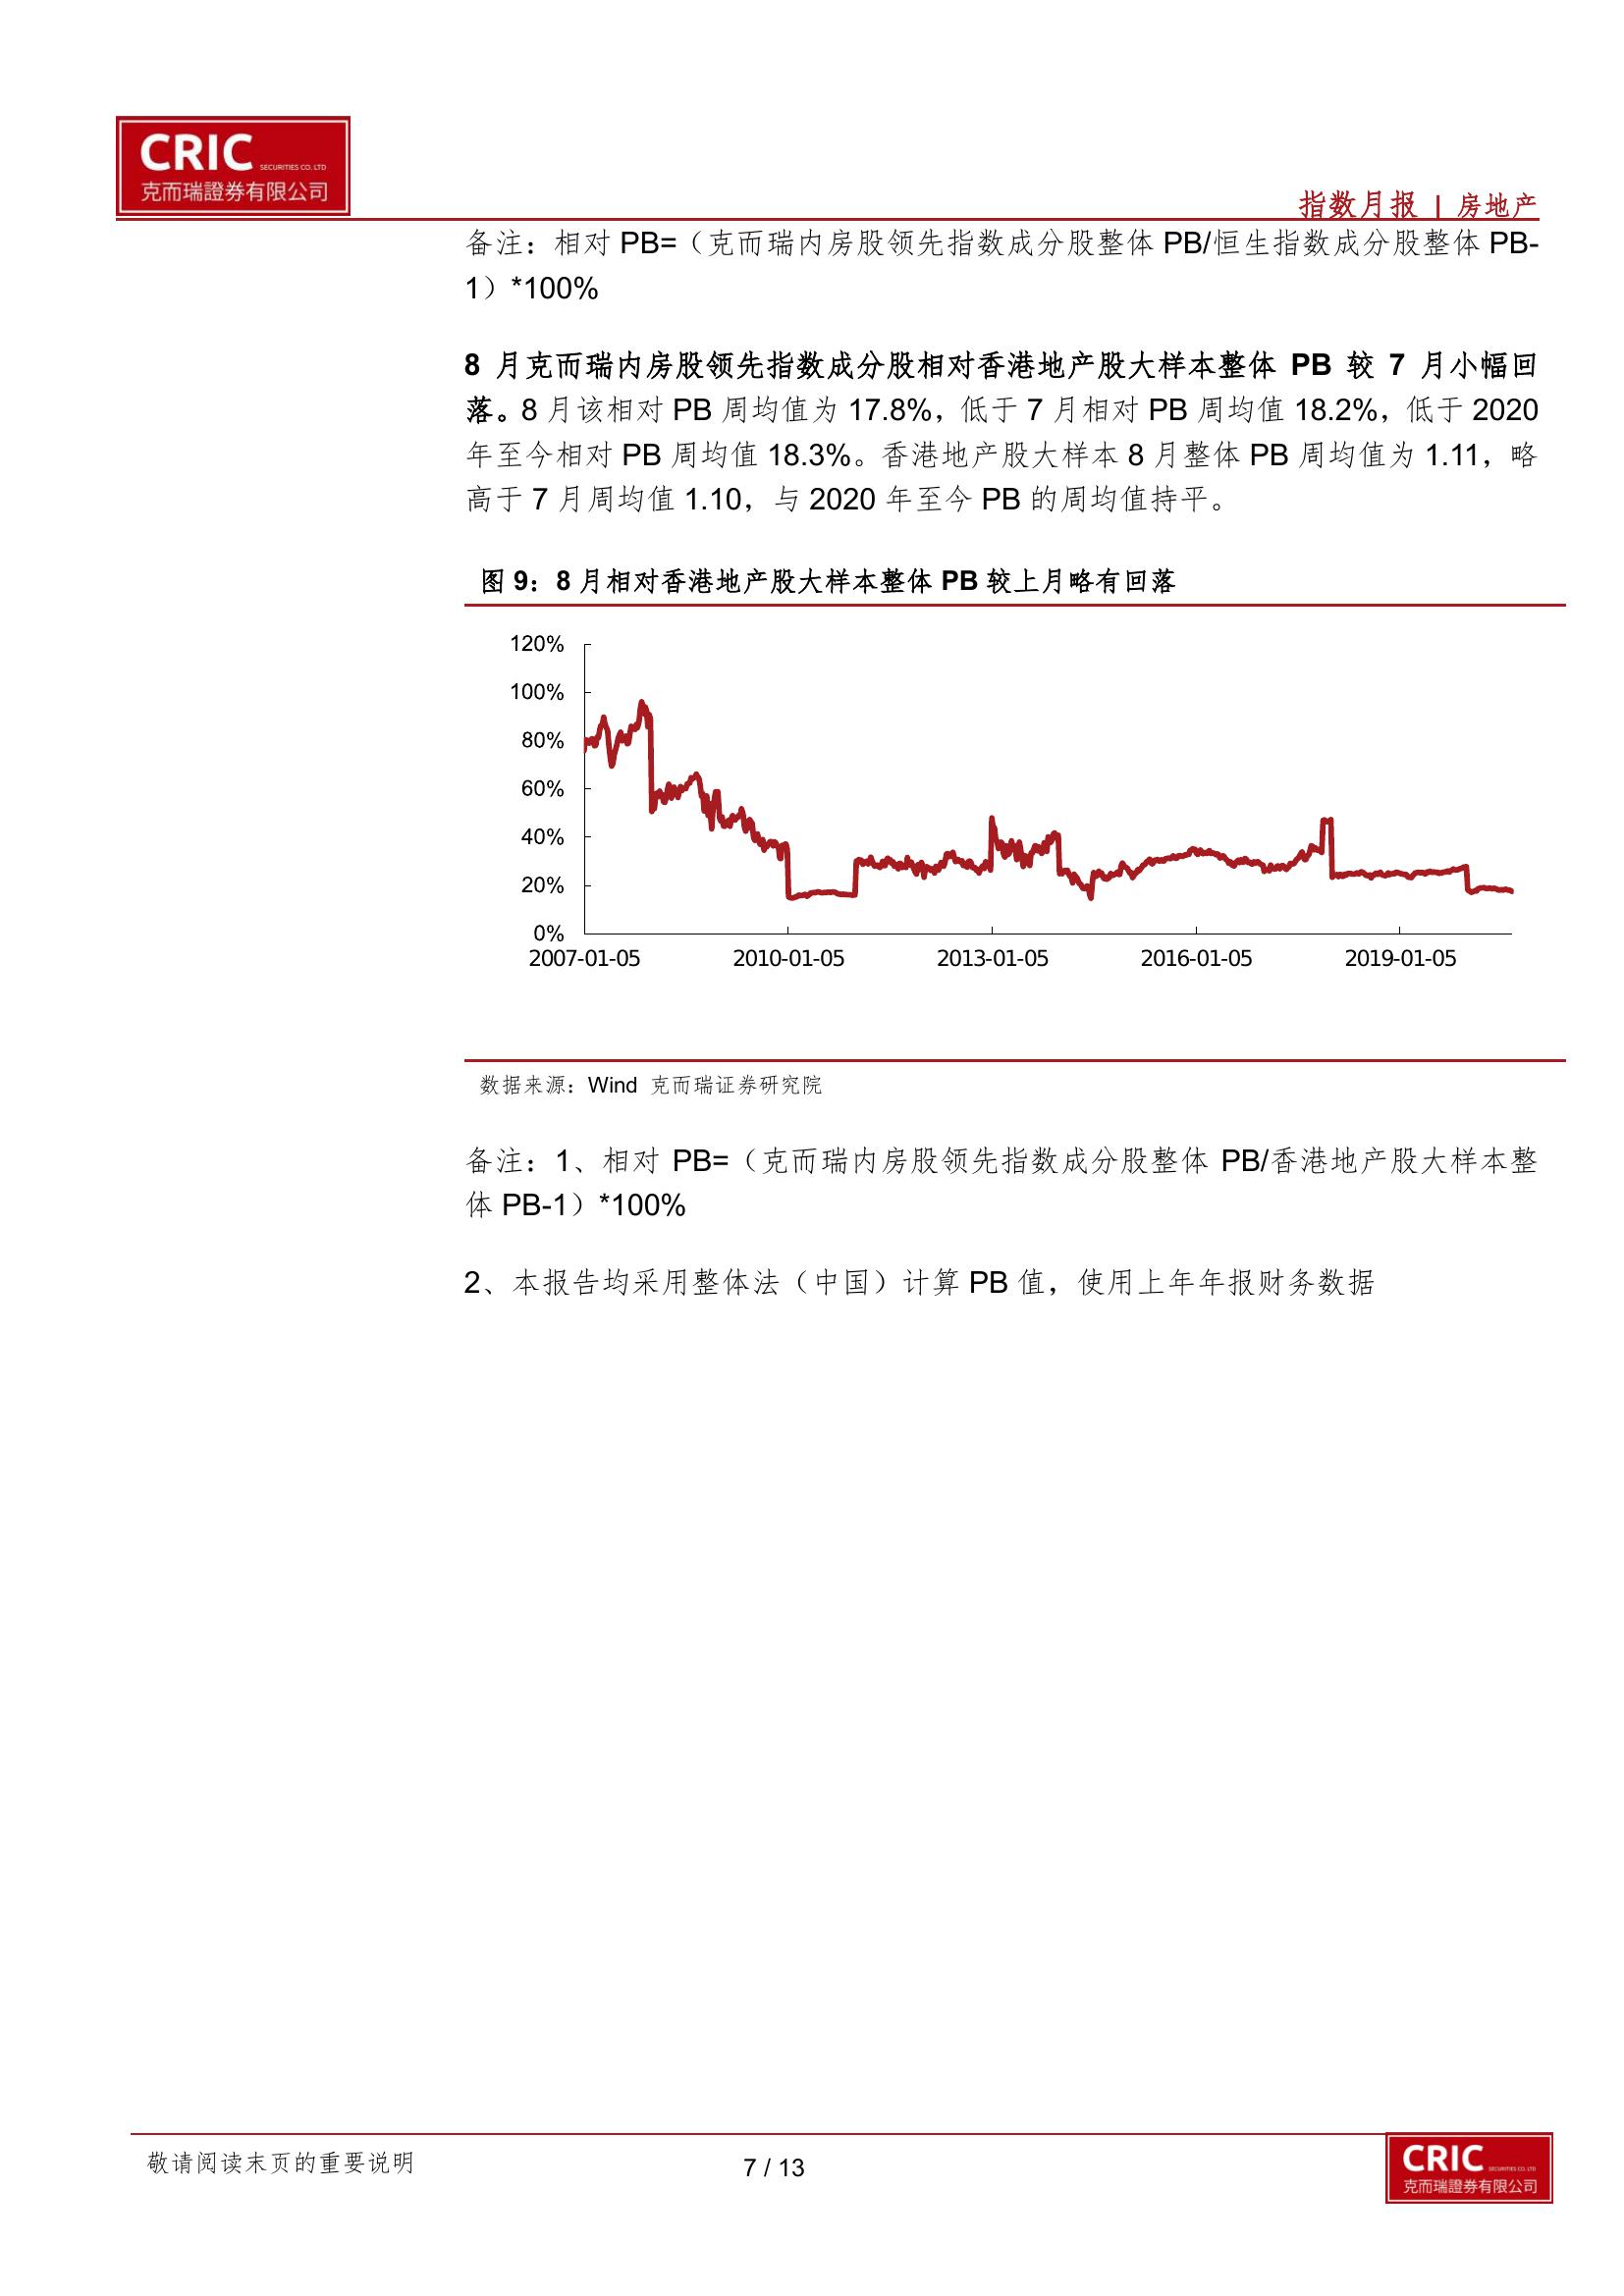 CRIC SECURITIES CO. LTD
克而瑞證券有限公司
指数月报 | 房地产
备注：相对 PB=（克而瑞内房股领先指数成分股整体 PB/恒生指数成分股整体 PB-
1）*100%
8 月克而瑞内房股领先指数成分股相对香港地产股大样本整体 PB 较 7 月小幅回
落。8 月该相对 PB 周均值为 17.8%，低于 7 月相对 PB 周均值 18.2%，低于 2020
年至今相对 PB 周均值 18.3%。香港地产股大样本 8 月整体 PB 周均值为 1.11，略
高于 7 月周均值 1.10，与 2020 年至今 PB 的周均值持平。
图 9：8 月相对香港地产股大样本整体 PB 较上月略有回落
120%
100%
80%
60%
40%
20%
0%
2007-01-05 2010-01-05 2013-01-05 2016-01-05 2019-01-05
数据来源：Wind 克而瑞证券研究院
备注：1、相对 PB=（克而瑞内房股领先指数成分股整体 PB/香港地产股大样本整
体 PB-1）*100%
2、本报告均采用整体法（中国）计算 PB 值，使用上年年报财务数据
敬请阅读末页的重要说明
7 / 13
CRIC SECURITIES CO. LTD
克而瑞證券有限公司